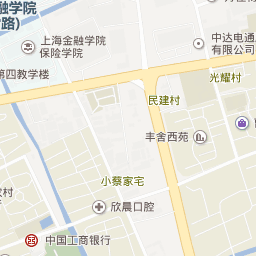 融学院
路)
上海金融学院
保险学院
中达电通
有限公司
光耀村
第四教学楼
民建村
丰舍西苑
小蔡家宅
农村
欣晨口腔
中国工商银行